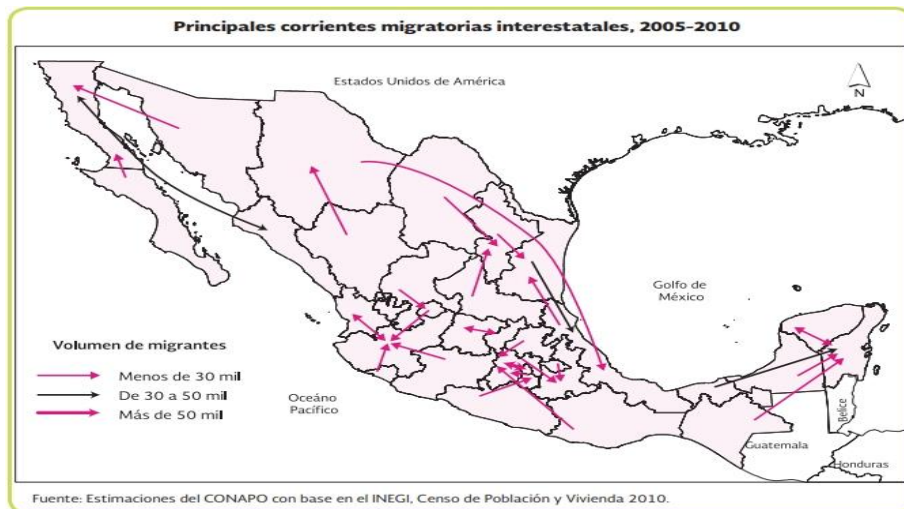 Principales corrientes migratorias interestatales, 2005-2010
Estados Unidos de América
N
Golfo de
México
Volumen de migrantes
Menos de 30 mil
De 30 a 50 mil
Más de 50 mil
Océano
Pacífico
Belice
Guatemala
Honduras
Fuente: Estimaciones del CONAPO con base en el INEGI, Censo de Población y Vivienda 2010.